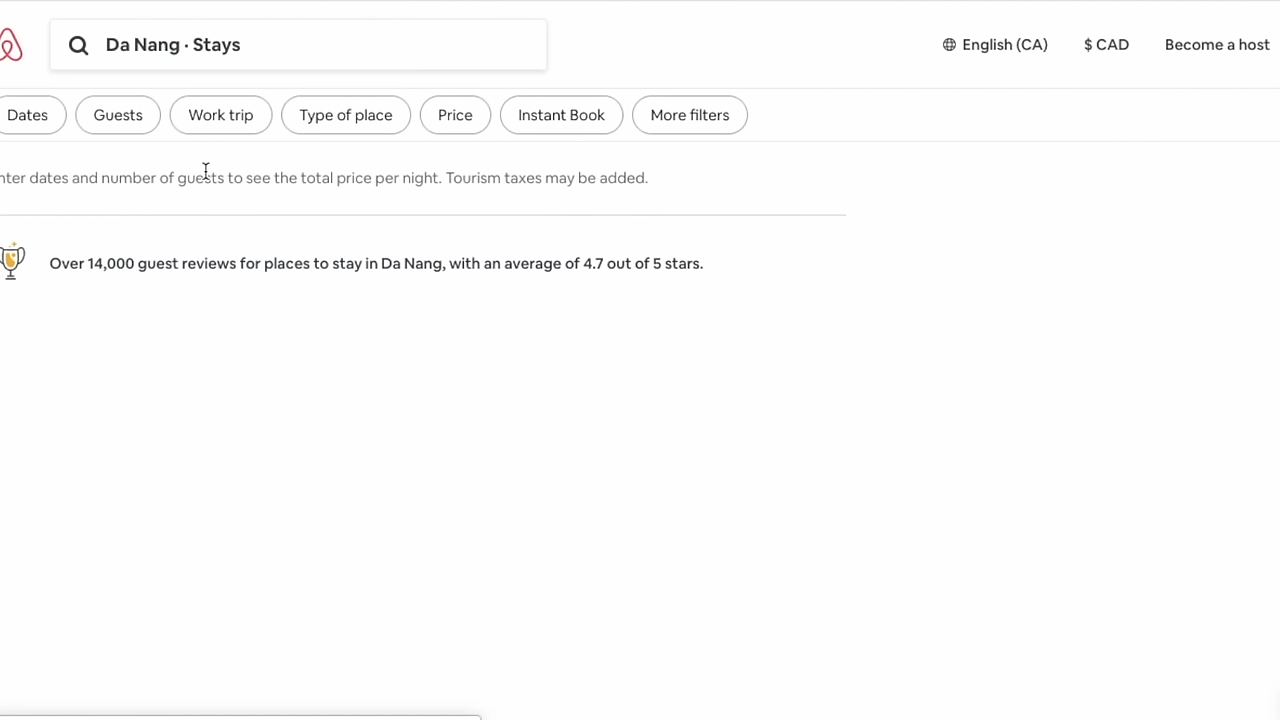 Da Nang · Stays
English (CA)
$ CAD
Become a host
Dates
Guests
Work trip
Type of place
Price
Instant Book
More filters
nter dates and number of guests to see the total price per night. Tourism taxes may be added.
Over 14,000 guest reviews for places to stay in Da Nang, with an average of 4.7 out of 5 stars.